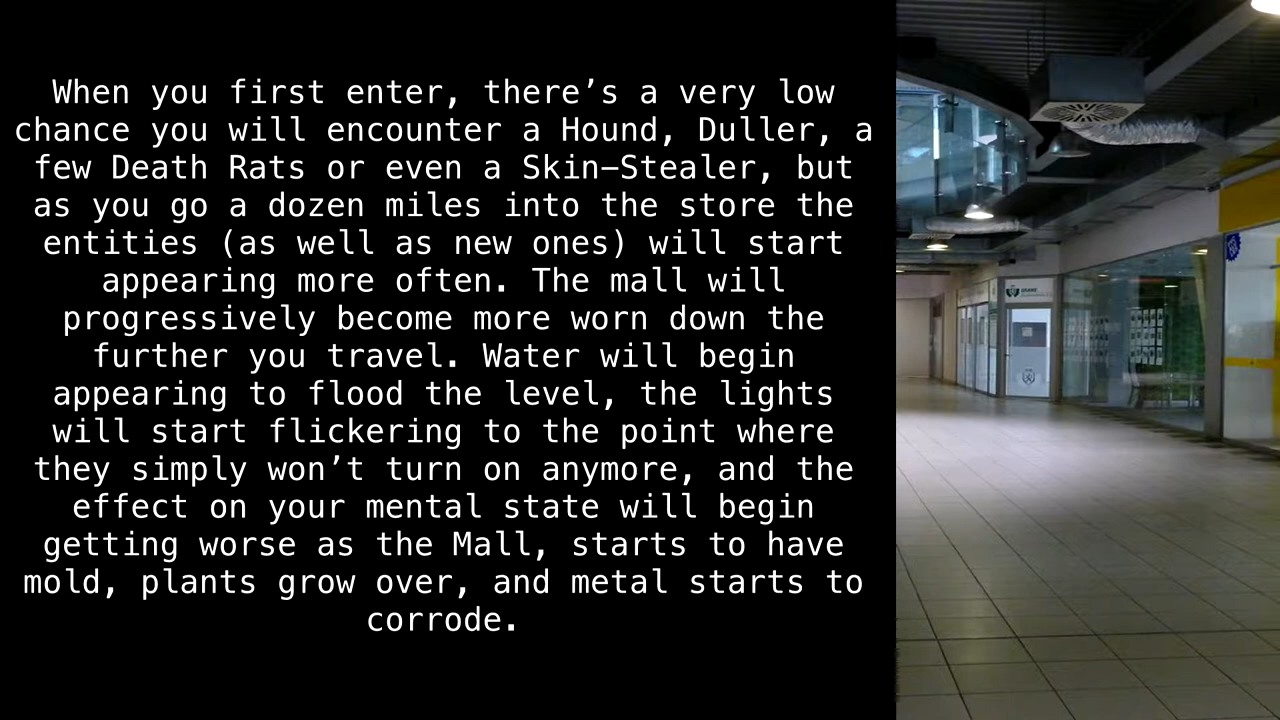 When you first enter, there’s a very low
chance you will encounter a Hound, Duller, a
few Death Rats or even a Skin–Stealer, but
as you go a dozen miles into the store the
entities (as well as new ones) will start
appearing more often. The mall will
progressively become more worn down the
further you travel. Water will begin
appearing to flood the level, the lights
will start flickering to the point where
they simply won’t turn on anymore, and the
effect on your mental state will begin
getting worse as the Mall, starts to have
mold, plants grow over, and metal starts to
corrode.